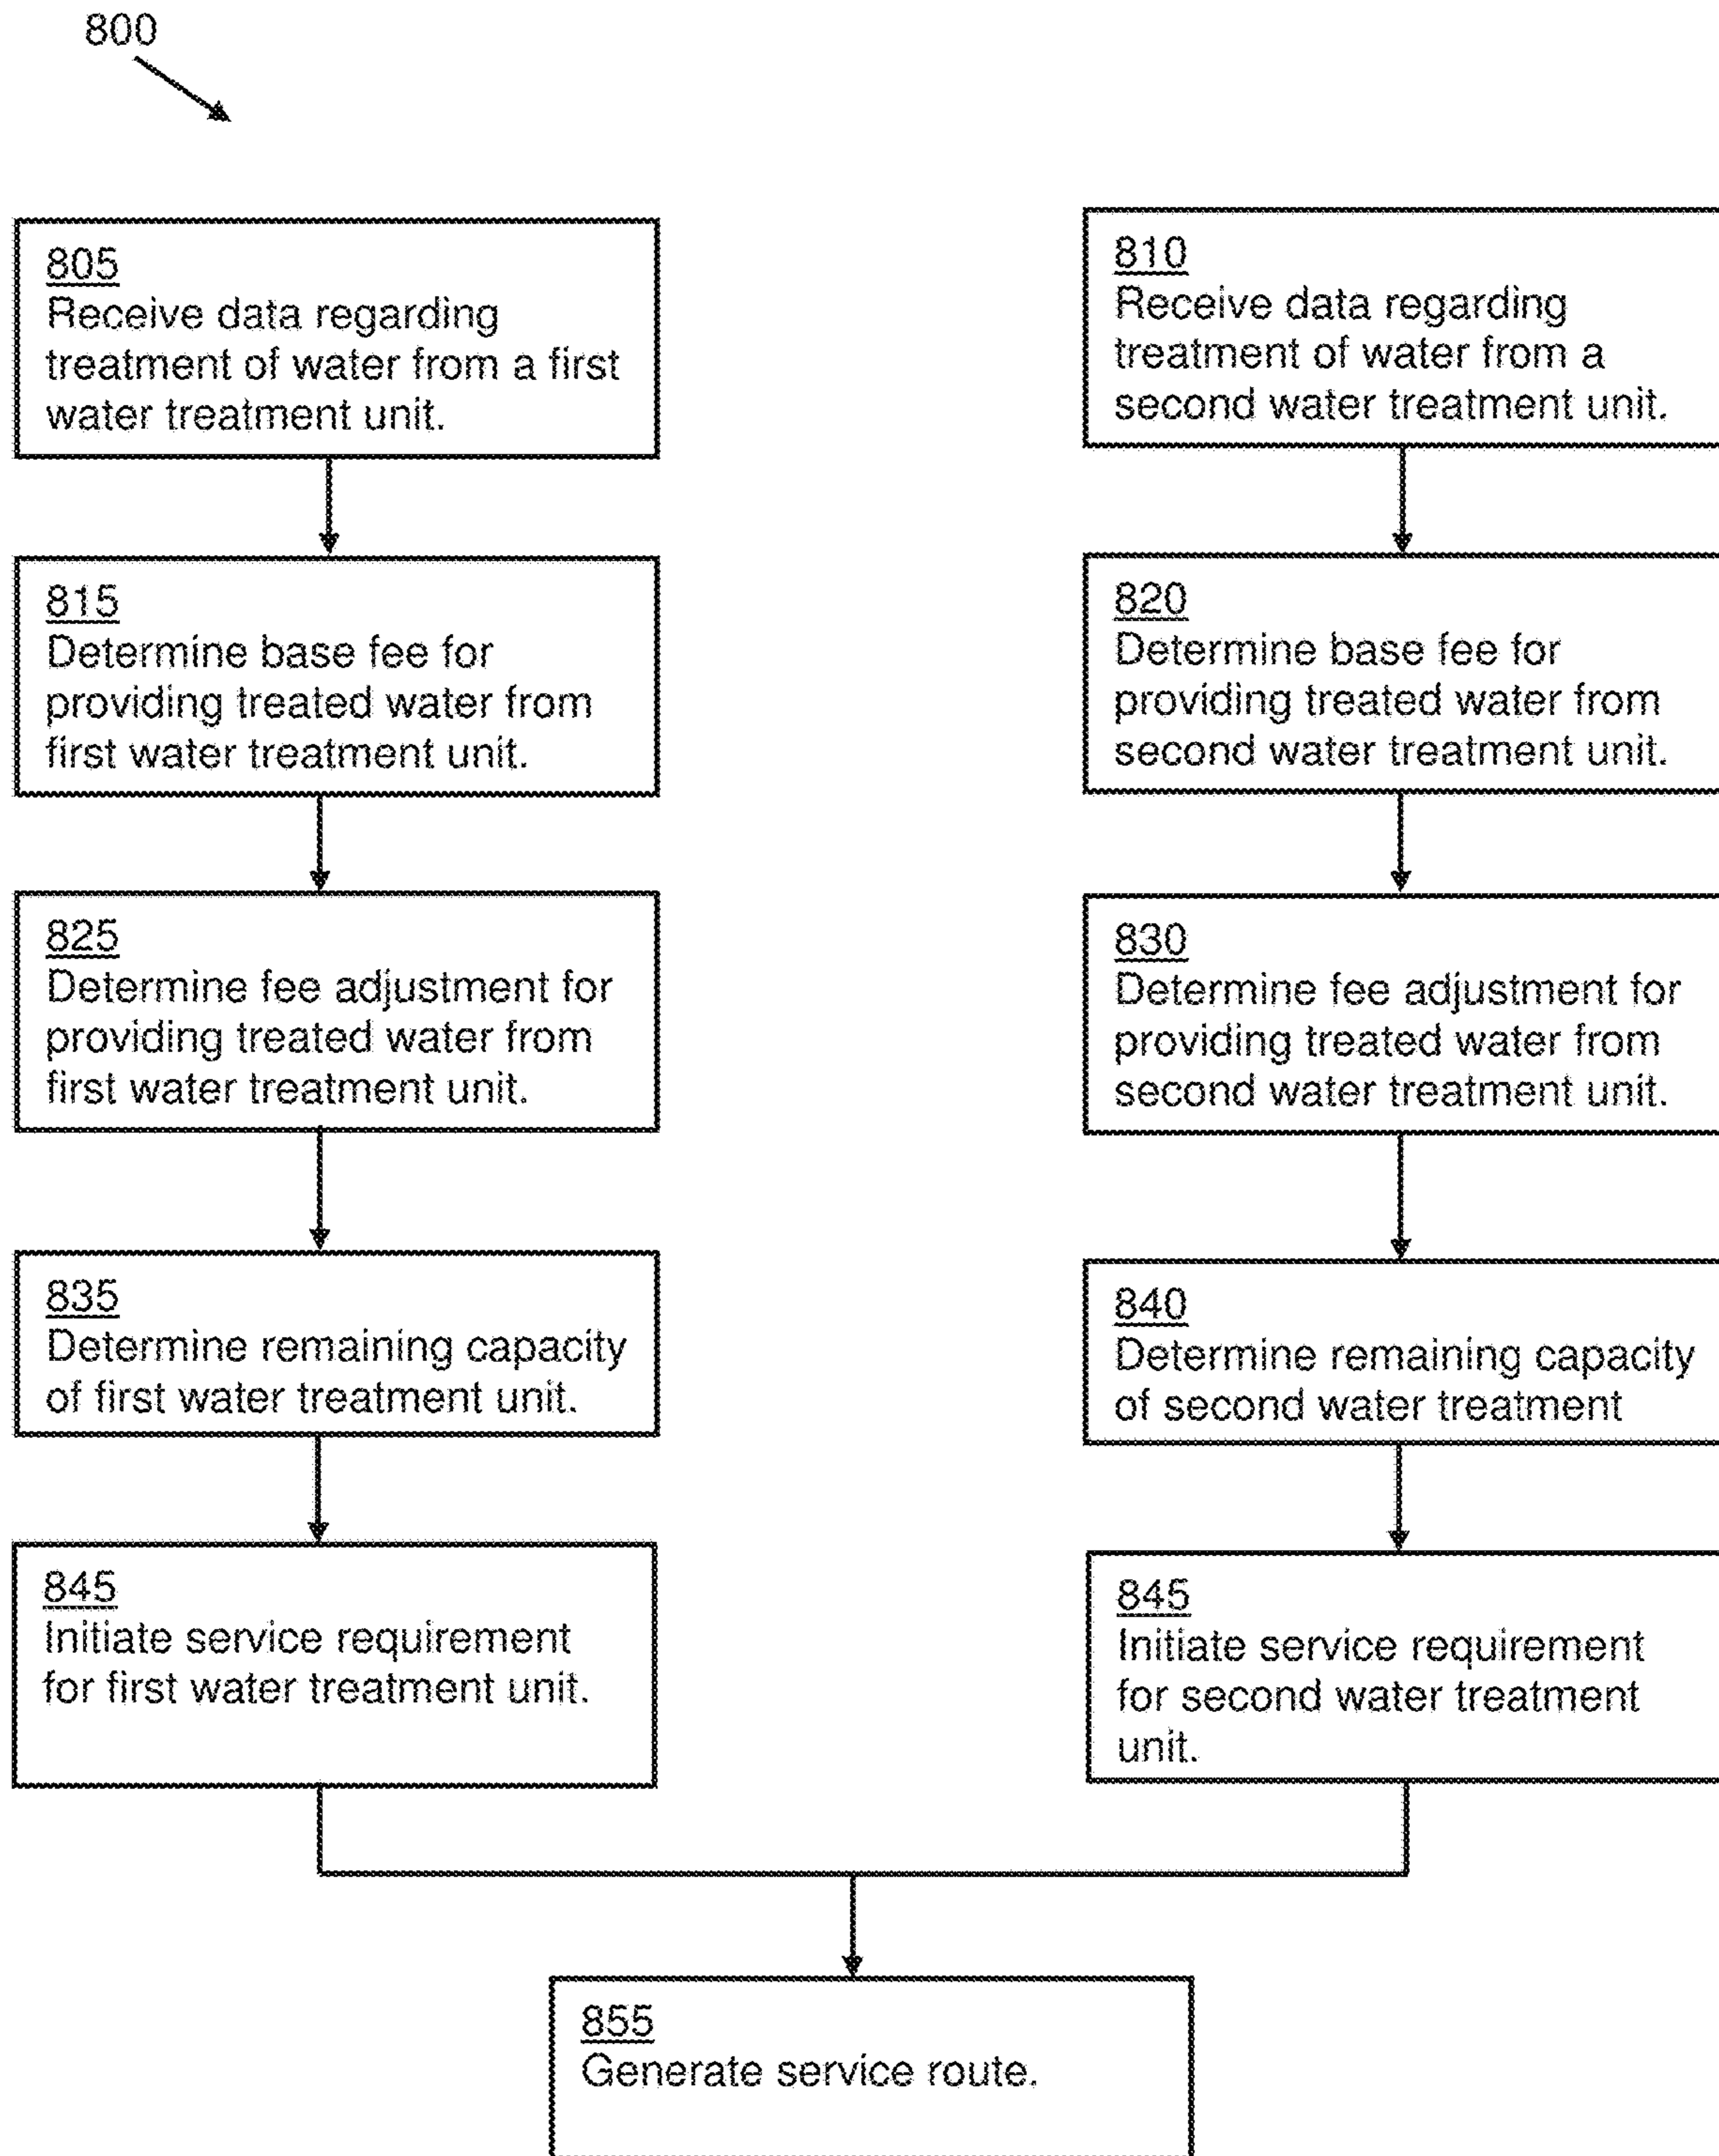 800
805
Receive data regarding
treatment of water from a first
water treatment unit.
810
Receive data regarding
treatment of water from a
second water treatment unit.
815
Determine base fee for
providing treated water from
first water treatment unit.
820
Determine base fee for
providing treated water from
second water treatment unit.
825
Determine fee adjustment for
providing treated water from
first water treatment unit.
830
Determine fee adjustment for
providing treated water from
second water treatment unit.
835
Determine remaining capacity
of first water treatment unit.
840
Determine remaining capacity
of second water treatment
845
Initiate service requirement
for first water treatment unit.
845
Initiate service requirement
for second water treatment
unit.
855
Generate service route.